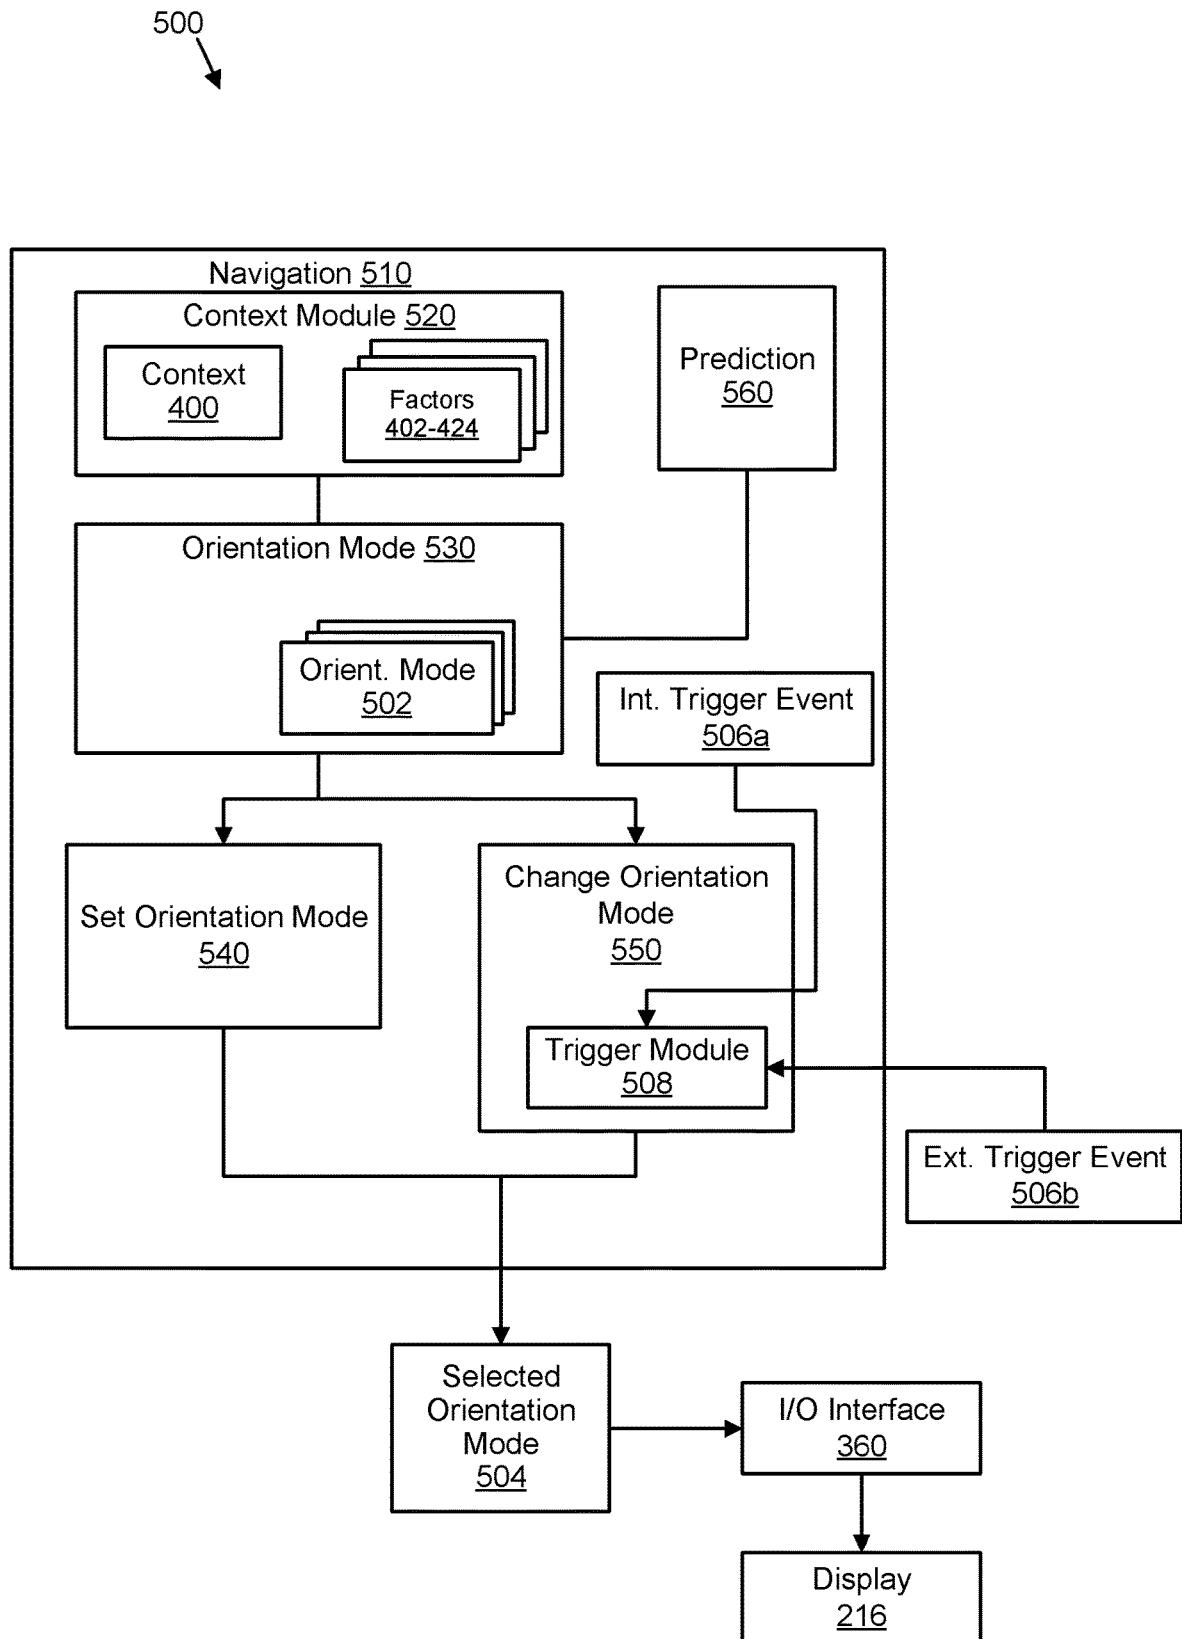 500
Navigation 510
Context Module 520
Context
400
Factors
402-424
Prediction
560
Orientation Mode 530
Orient. Mode
502
Int. Trigger Event
506a
Set Orientation Mode
540
Change Orientation
Mode
550
Trigger Module
508
Ext. Trigger Event
506b
Selected
Orientation
Mode
504
I/O Interface
360
Display
216